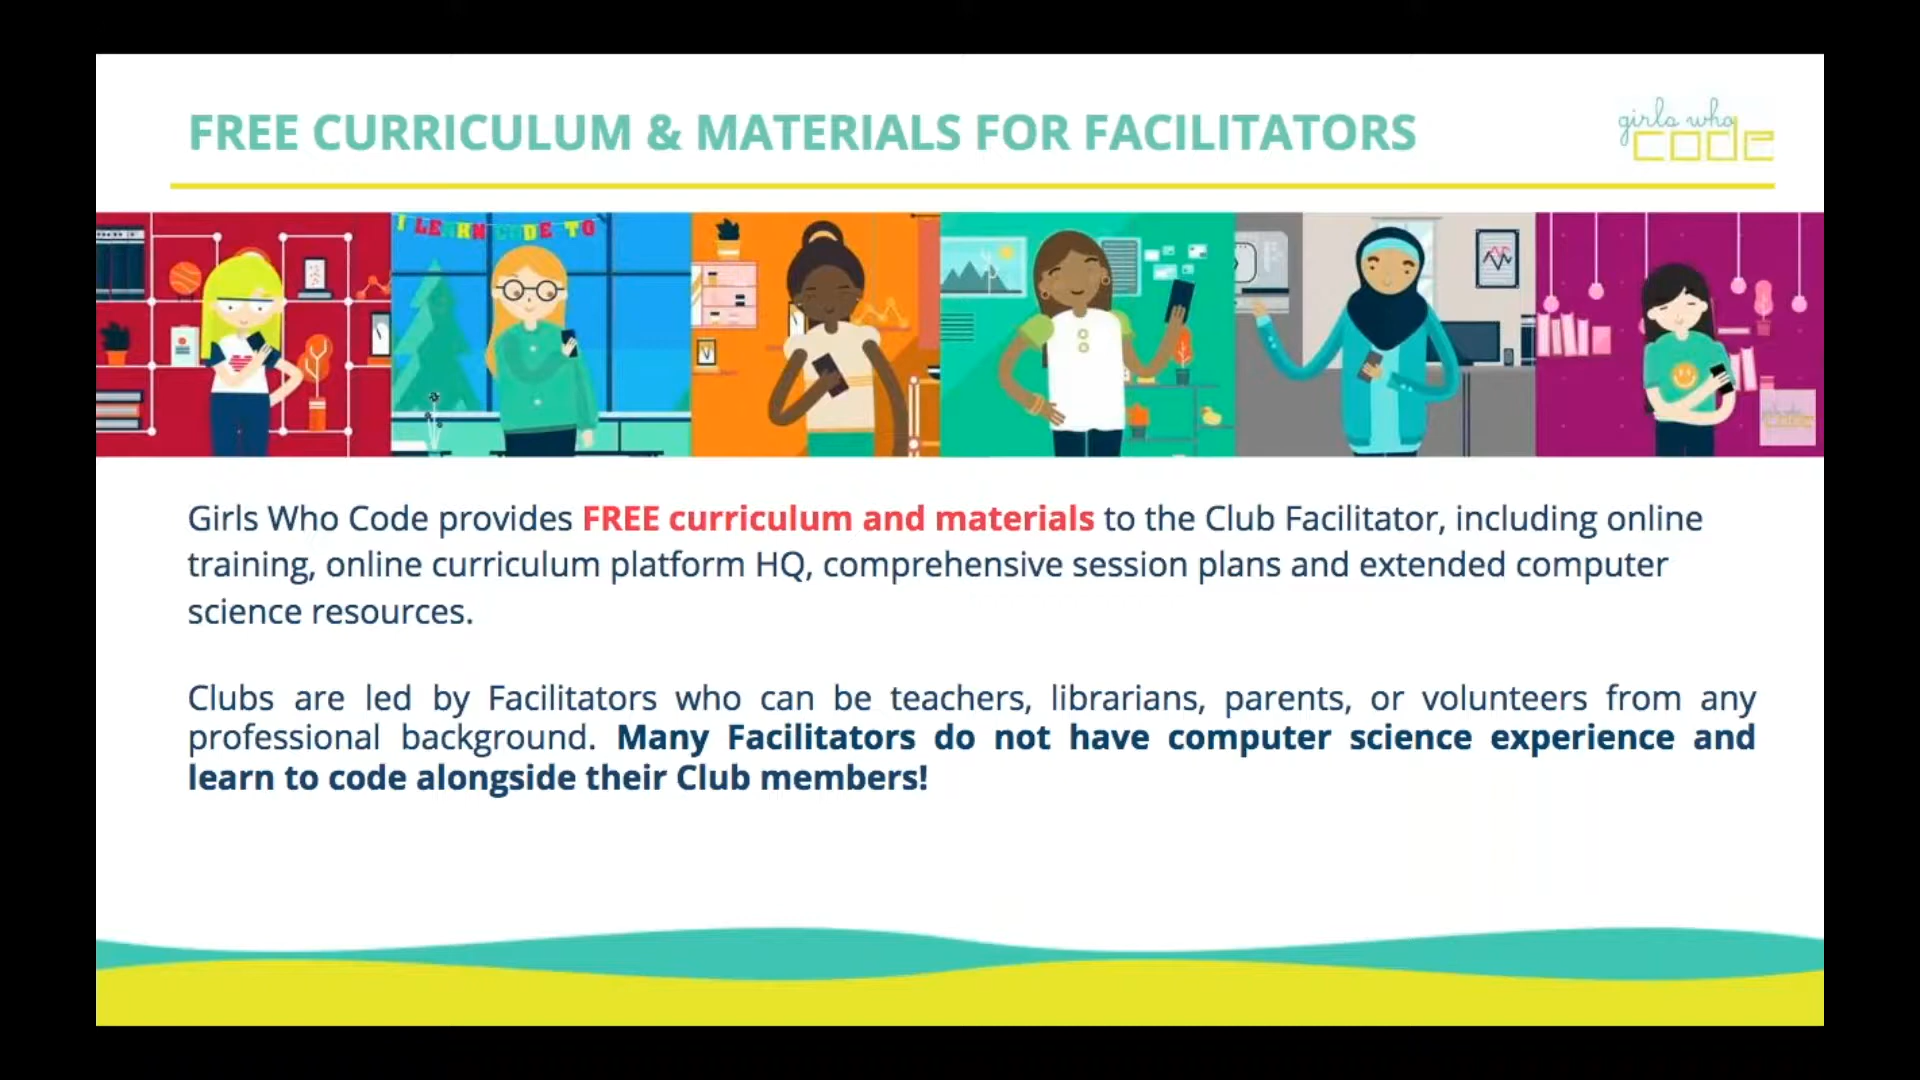 FREE CURRICULUM & MATERIALS FOR FACILITATORS
girls who
code
I LEARN CODE TO
Girls Who Code provides FREE curriculum and materials to the Club Facilitator, including online
training, online curriculum platform HQ, comprehensive session plans and extended computer
science resources.
Clubs are led by Facilitators who can be teachers, librarians, parents, or volunteers from any
professional background. Many Facilitators do not have computer science experience and
learn to code alongside their Club members!